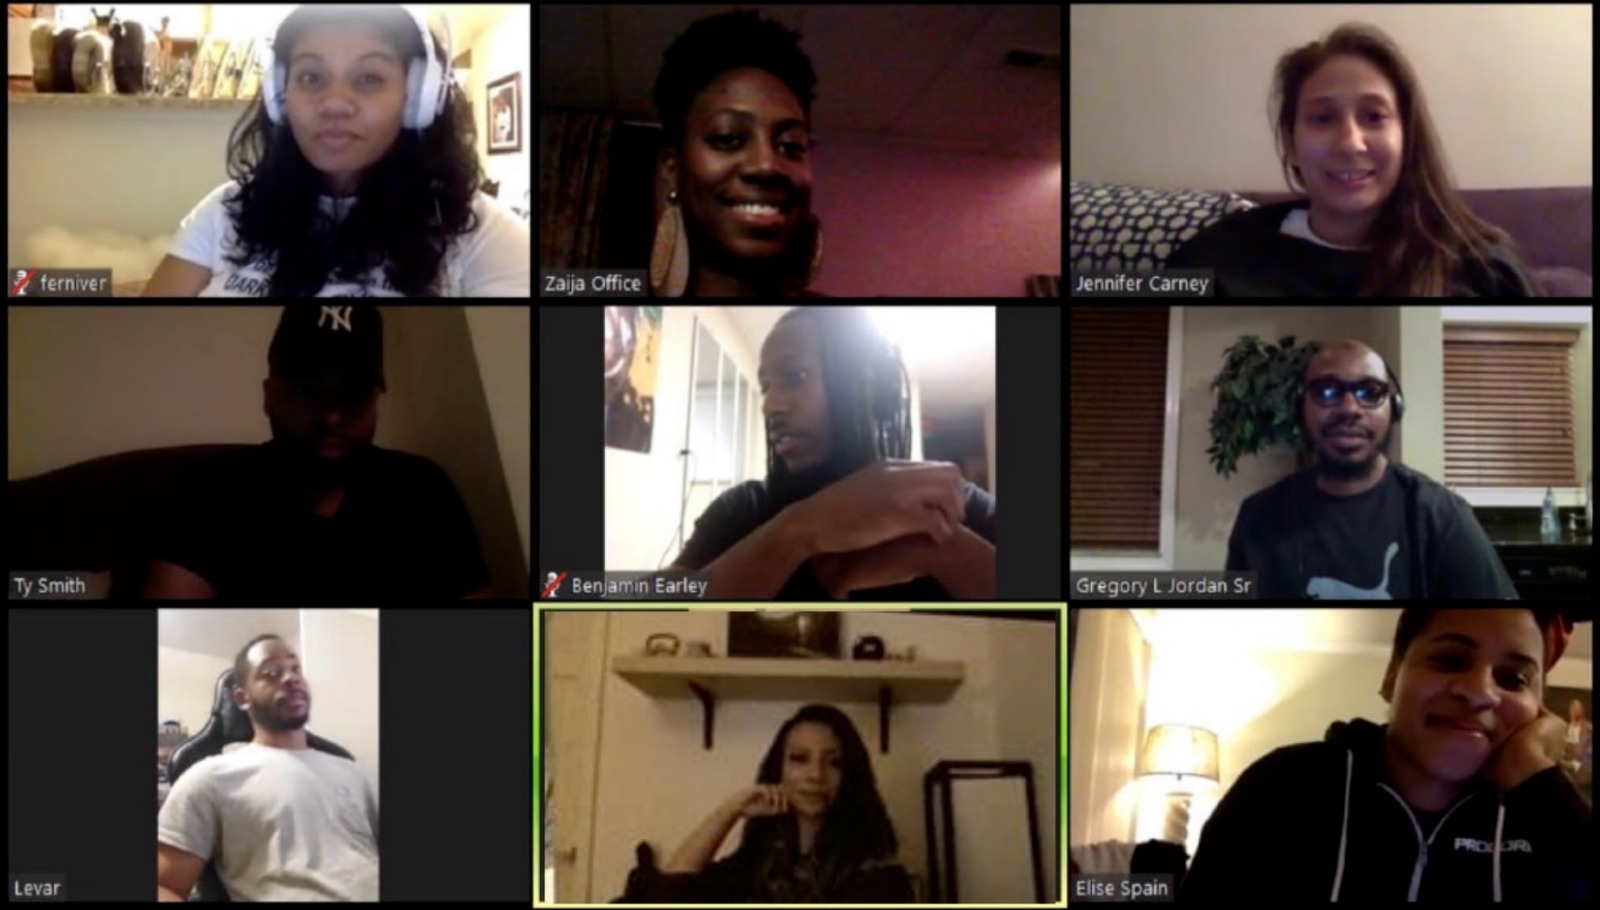 ferniver
Zaija Office
Jennifer Carney
NY
Ty Smith
Benjamin Earley
Gregory L Jordan Sr
Levar
Elise Spain